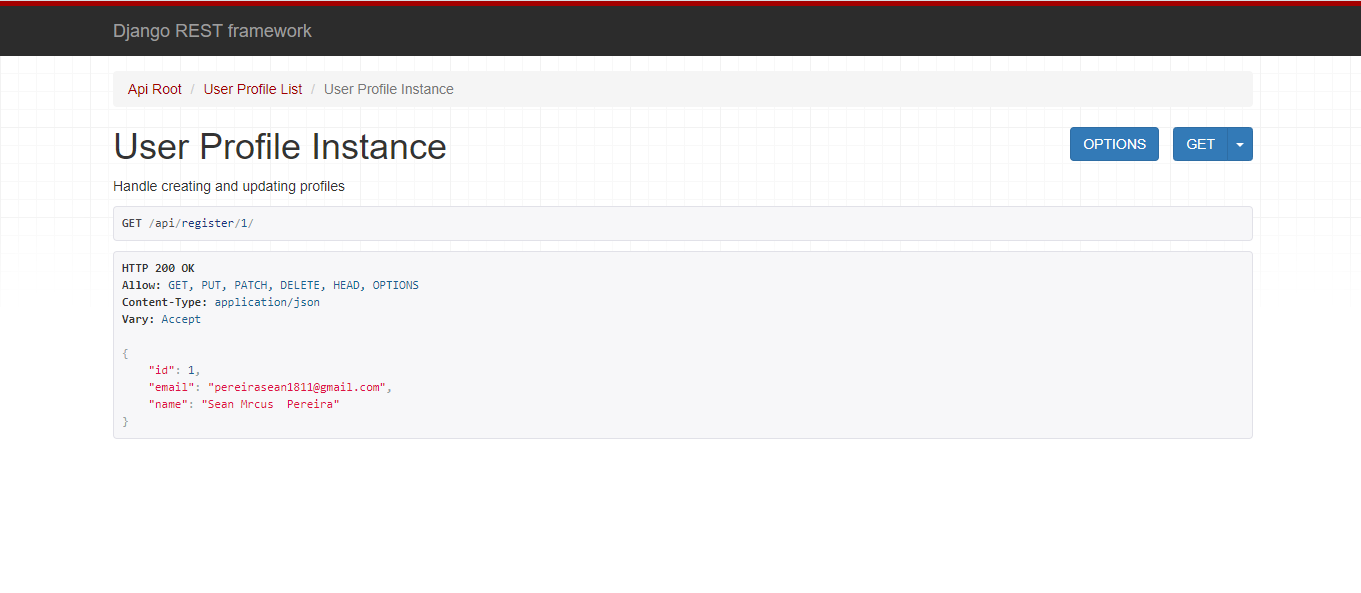 Django REST framework
Api Root / User Profile List / User Profile Instance
User Profile Instance
OPTIONS
GET
Handle creating and updating profiles
GET /api/register/1/
HTTP 200 OK
Allow: GET, PUT, PATCH, DELETE, HEAD, OPTIONS
Content-Type: application/json
Vary: Accept
{
    "id": 1,
    "email": "pereirasean1811@gmail.com",
    "name": "Sean Mrcus  Pereira"
}